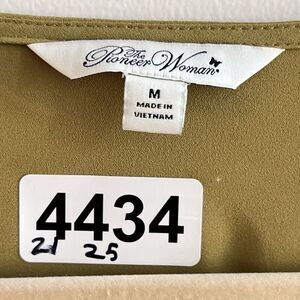 The
Pioneer Woman
M
MADE IN
VIETNAM
4434
21 25